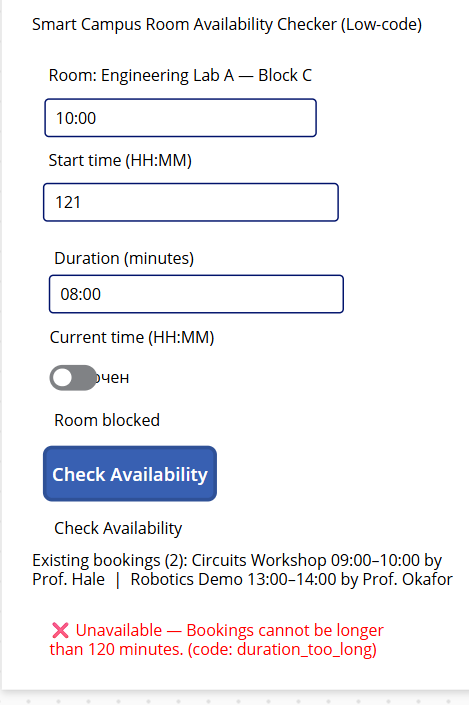 Smart Campus Room Availability Checker (Low-code)
Room: Engineering Lab A — Block C
10:00
Start time (HH:MM)
121
Duration (minutes)
08:00
Current time (HH:MM)
Room blocked
Check Availability
Check Availability
Existing bookings (2): Circuits Workshop 09:00–10:00 by
Prof. Hale | Robotics Demo 13:00–14:00 by Prof. Okafor
❌ Unavailable — Bookings cannot be longer
than 120 minutes. (code: duration_too_long)